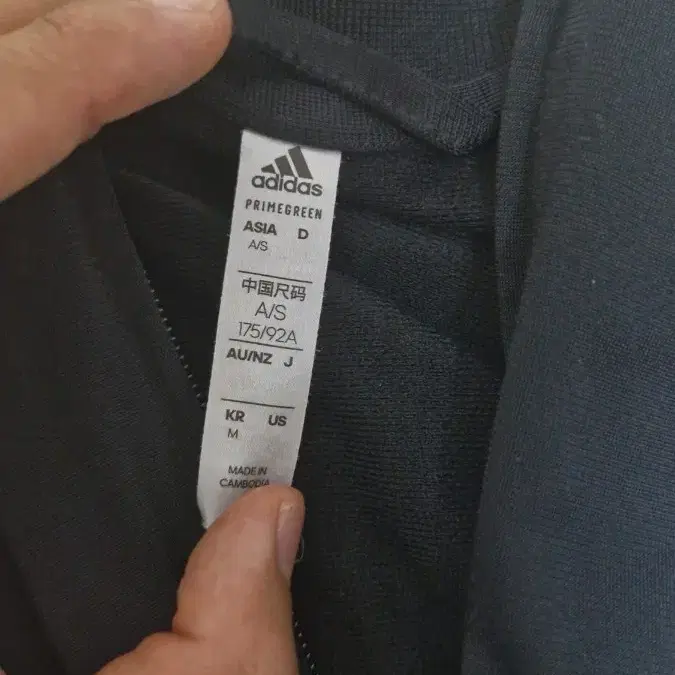 adidas
PRIMEGREEN
ASIA D
A/S
中国尺码
A/S
175/92A
AU/NZ J
KR US
M
MADE IN
CAMBODIA